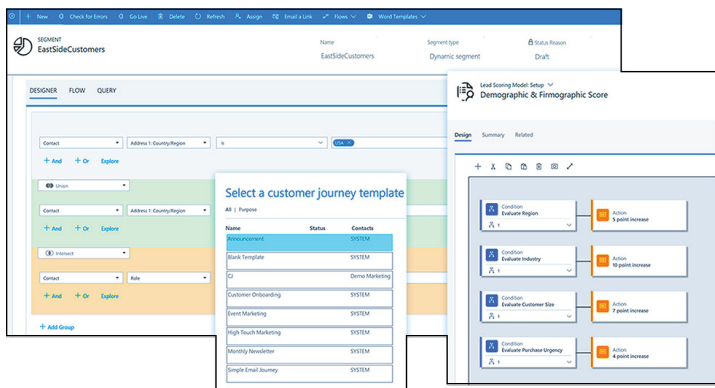 + New Check for Errors Go Live Delete Refresh Assign Email a Link Flows Word Templates
SEGMENT
EastSideCustomers
Name
EastSideCustomers
Segment type
Dynamic segment
Status Reason
Draft
DESIGNER FLOW QUERY
Contact Address 1: Country/Region is USA ×
+ And + Or Explore
Union
Contact Address 1: Country/Region
+ And + Or Explore
Intersect
Contact Role
+ And + Or Explore
+ Add Group
Select a customer journey template
All | Purpose
Name Status Contacts
Announcement SYSTEM
Blank Template SYSTEM
CJ Demo Marketing
Customer Onboarding SYSTEM
Event Marketing SYSTEM
High Touch Marketing SYSTEM
Monthly Newsletter SYSTEM
Simple Email Journey SYSTEM
Lead Scoring Model: Setup
Demographic & Firmographic Score
Design Summary Related
Condition
Evaluate Region
Action
5 point increase
Condition
Evaluate Industry
Action
10 point increase
Condition
Evaluate Customer Size
Action
7 point increase
Condition
Evaluate Purchase Urgency
Action
4 point increase